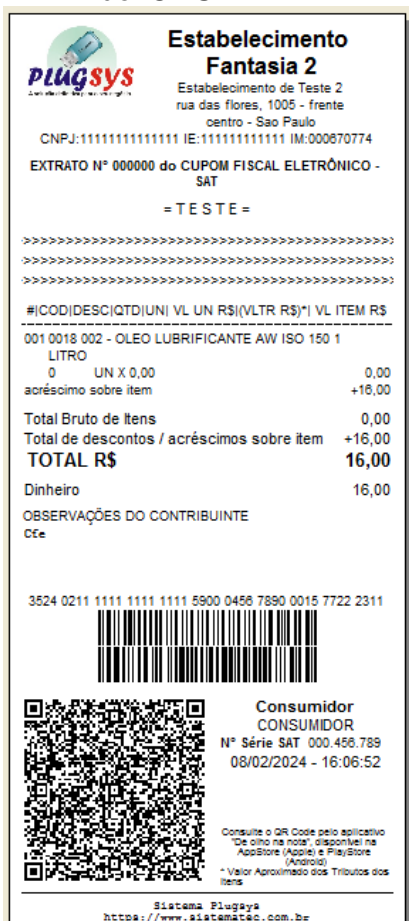 PLUGSYS
Estabelecimento
Fantasia 2
Estabelecimento de Teste 2
rua das flores, 1005 - frente
centro - Sao Paulo
CNPJ:11111111111111 IE:111111111111 IM:000670774
EXTRATO N° 000000 do CUPOM FISCAL ELETRÔNICO -
SAT
= T E S T E =
>>>>>>>>>>>>>>>>>>>>>>>>>>>>>>>>>>>>>>>>>>>>
>>>>>>>>>>>>>>>>>>>>>>>>>>>>>>>>>>>>>>>>>>>>
>>>>>>>>>>>>>>>>>>>>>>>>>>>>>>>>>>>>>>>>>>>>
#|COD|DESC|QTD|UN| VL UN R$|(VLTR R$)*| VL ITEM R$
001 0018 002 - OLEO LUBRIFICANTE AW ISO 150 1
LITRO
0 UN X 0,00 0,00
acréscimo sobre item +16,00
Total Bruto de Itens 0,00
Total de descontos / acréscimos sobre item +16,00
TOTAL R$ 16,00
Dinheiro 16,00
OBSERVAÇÕES DO CONTRIBUINTE
Cfe
3524 0211 1111 1111 1111 5900 0456 7890 0015 7722 2311
Consumidor
CONSUMIDOR
N° Série SAT 000.456.789
08/02/2024 - 16:06:52
Consulte o QR Code pelo aplicativo
"De olho na nota", disponível na
AppStore (Apple) e PlayStore
(Android)
* Valor Aproximado dos Tributos dos
Itens
Sistema Plugsys
https://www.sistematec.com.br